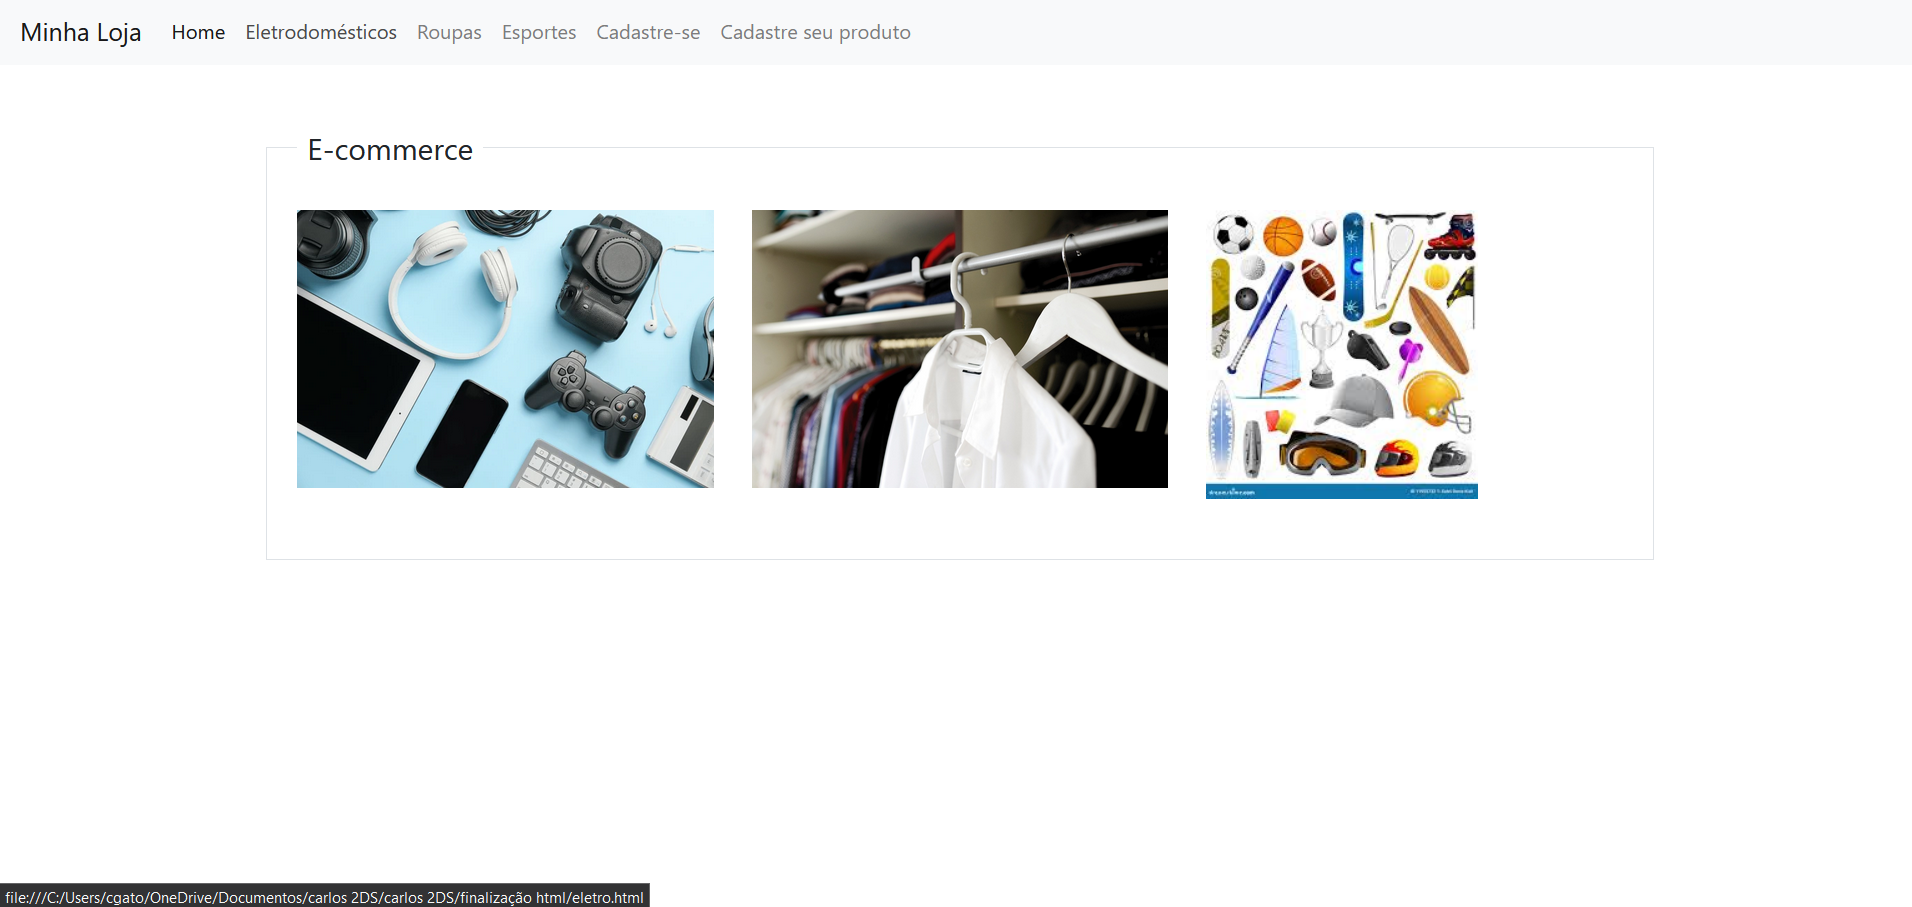 Minha Loja Home Eletrodomésticos Roupas Esportes Cadastre-se Cadastre seu produto
E-commerce
file:///C:/Users/cgato/OneDrive/Documentos/carlos 2DS/carlos 2DS/finalização html/eletro.html